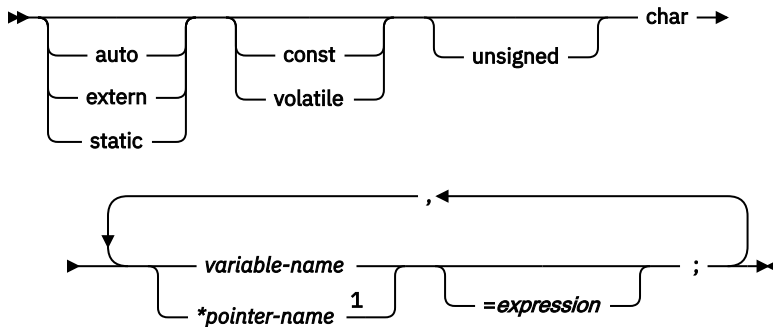 char
auto const unsigned
extern volatile
static
,
variable-name ;
*pointer-name 1 =expression